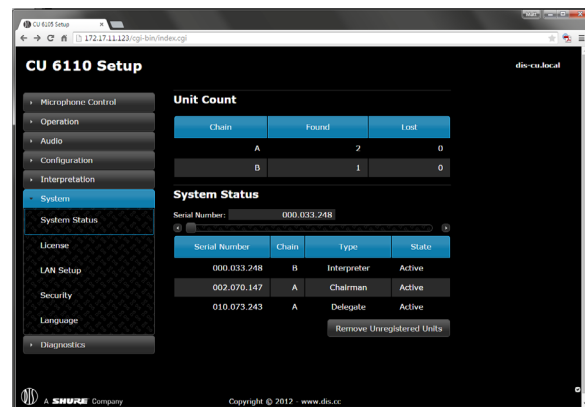 CU 6105 Setup
172.17.11.123/cgi-bin/index.cgi
CU 6110 Setup
dis-cu.local
Microphone Control
Operation
Audio
Configuration
Interpretation
System
System Status
License
LAN Setup
Security
Language
Diagnostics
Unit Count
Chain Found Lost
A 2 0
B 1 0
System Status
Serial Number: 000.033.248
Serial Number Chain Type State
000.033.248 B Interpreter Active
002.070.147 A Chairman Active
010.073.243 A Delegate Active
Remove Unregistered Units
A SHURE Company
Copyright © 2012 - www.dis.cc